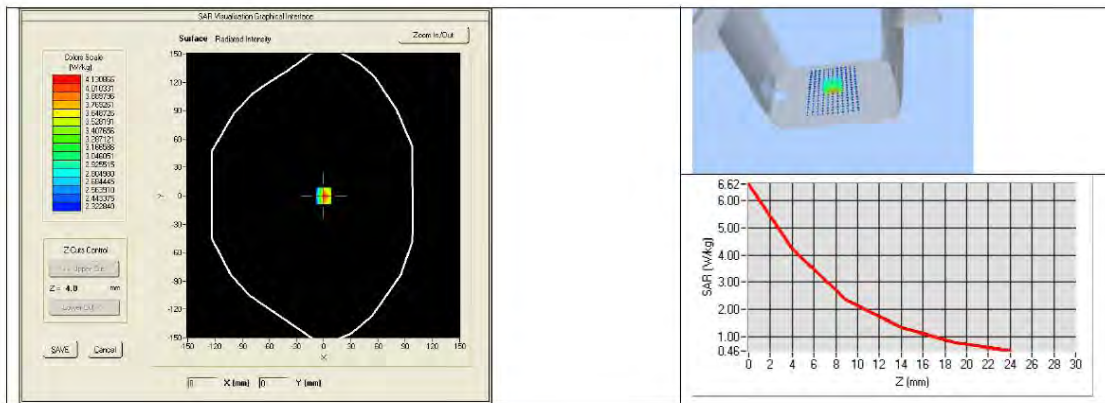 SAR Visualisation Graphical Interface
Surface Radiated Intensity
Zoom In/Out
Colors Scale
(W/kg)
4.130866
4.010331
3.889796
3.769261
3.648726
3.528191
3.407656
3.287121
3.166586
3.046051
2.925515
2.804980
2.684445
2.563910
2.443375
2.322840
150
120
90
60
30
0
-30
-60
-90
-120
-150
Y
-150 -120 -90 -60 -30 0 30 60 90 120 150
X
Z Cuts Control
Upper Cut
Z = 4.0 mm
Lower Cut
SAVE Cancel
0 X (mm) 0 Y (mm)
6.62
6.00
5.00
4.00
3.00
2.00
1.00
0.46
SAR (W/kg)
0 2 4 6 8 10 12 14 16 18 20 22 24 26 28 30
Z (mm)